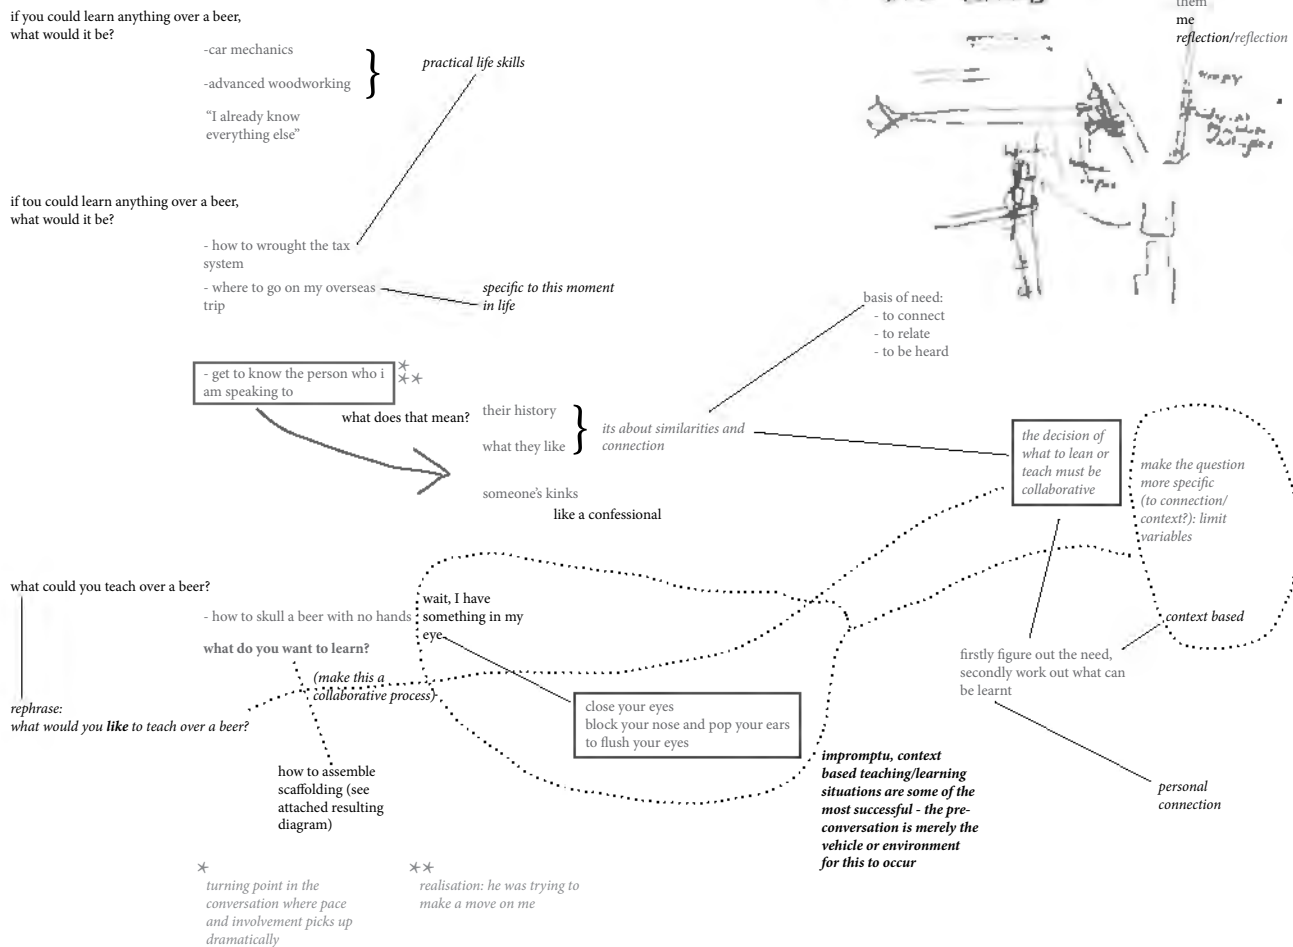 them
me
reflection/reflection
if you could learn anything over a beer,
what would it be?
-car mechanics
-advanced woodworking
}
practical life skills
“I already know
everything else”
if tou could learn anything over a beer,
what would it be?
- how to wrought the tax
system
- where to go on my overseas
trip
specific to this moment
in life
basis of need:
- to connect
- to relate
- to be heard
- get to know the person who i
am speaking to
*
**
what does that mean?
their history
what they like
}
its about similarities and
connection
someone's kinks
like a confessional
the decision of
what to lean or
teach must be
collaborative
make the question
more specific
(to connection/
context?): limit
variables
what could you teach over a beer?
- how to skull a beer with no hands
wait, I have
something in my
eye
what do you want to learn?
(make this a
collaborative process)
rephrase:
what would you like to teach over a beer?
close your eyes
block your nose and pop your ears
to flush your eyes
context based
firstly figure out the need,
secondly work out what can
be learnt
how to assemble
scaffolding (see
attached resulting
diagram)
impromptu, context
based teaching/learning
situations are some of the
most successful - the pre-
conversation is merely the
vehicle or environment
for this to occur
personal
connection
*
turning point in the
conversation where pace
and involvement picks up
dramatically
**
realisation: he was trying to
make a move on me